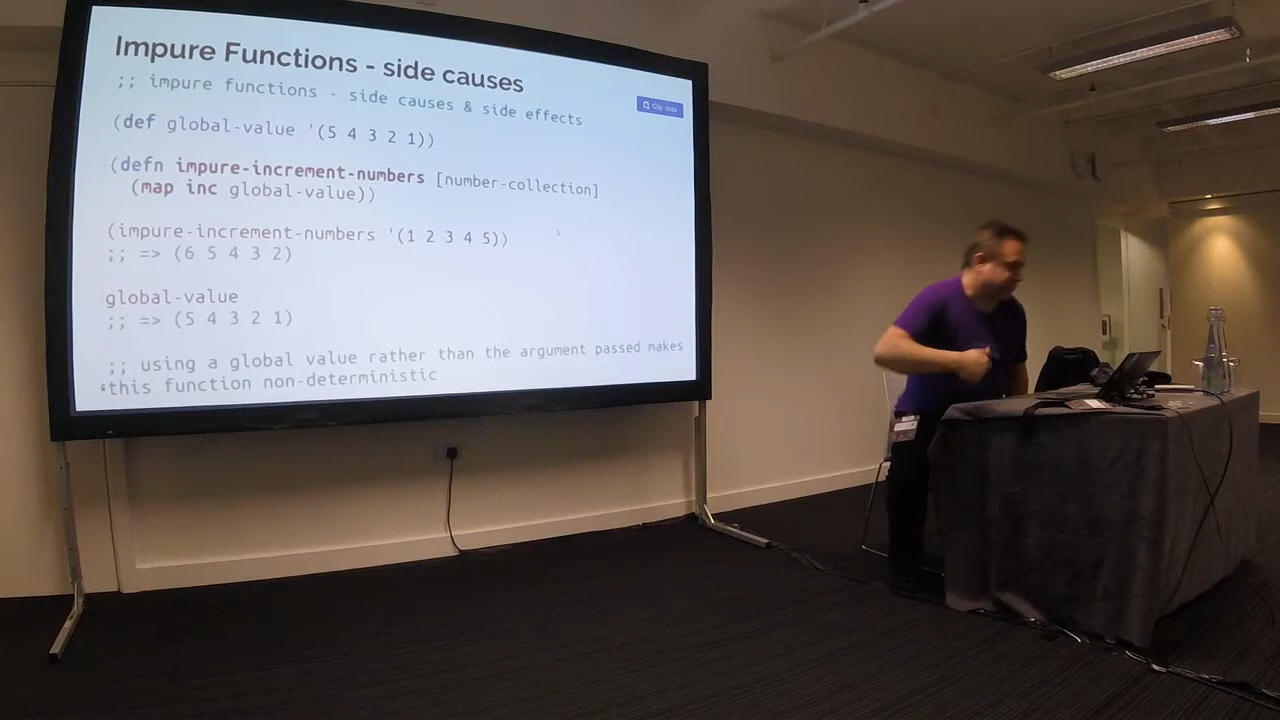 Impure Functions - side causes
;; impure functions - side causes & side effects
(def global-value '(5 4 3 2 1))
(defn impure-increment-numbers [number-collection]
(map inc global-value))
(impure-increment-numbers '(1 2 3 4 5))
;; => (6 5 4 3 2)
global-value
;; => (5 4 3 2 1)
;; using a global value rather than the argument passed makes
this function non-deterministic
Clip slide